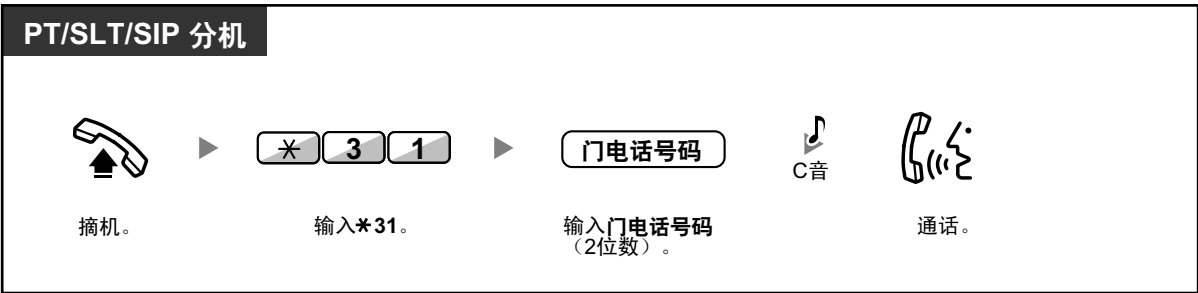 PT/SLT/SIP 分机
✳ 3 1
门电话号码
C音
摘机。
输入✳31。
输入门电话号码
（2位数）。
通话。